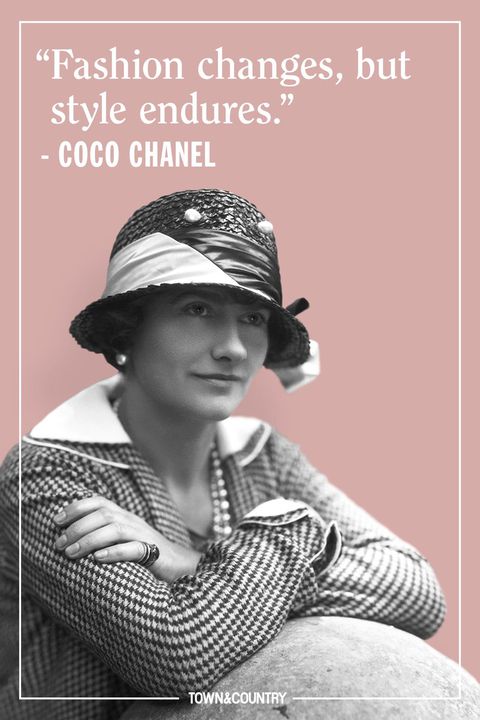 “Fashion changes, but
style endures.”
- COCO CHANEL
TOWN&COUNTRY